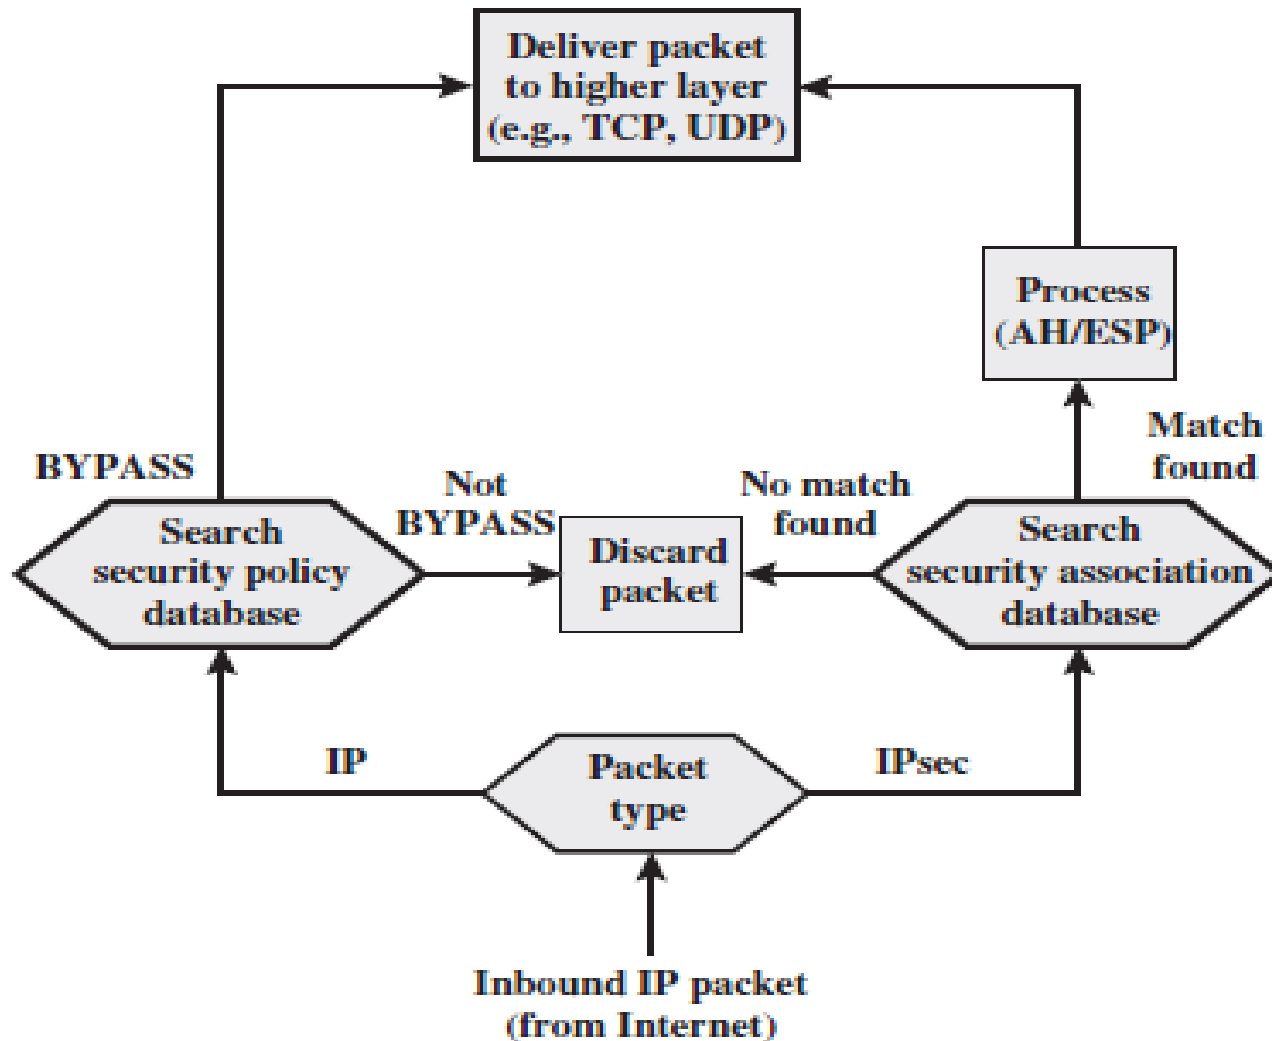 Deliver packet
to higher layer
(e.g., TCP, UDP)
Process
(AH/ESP)
Match
found
BYPASS
Not
BYPASS
No match
found
Search
security policy
database
Discard
packet
Search
security association
database
IP
Packet
type
IPsec
Inbound IP packet
(from Internet)